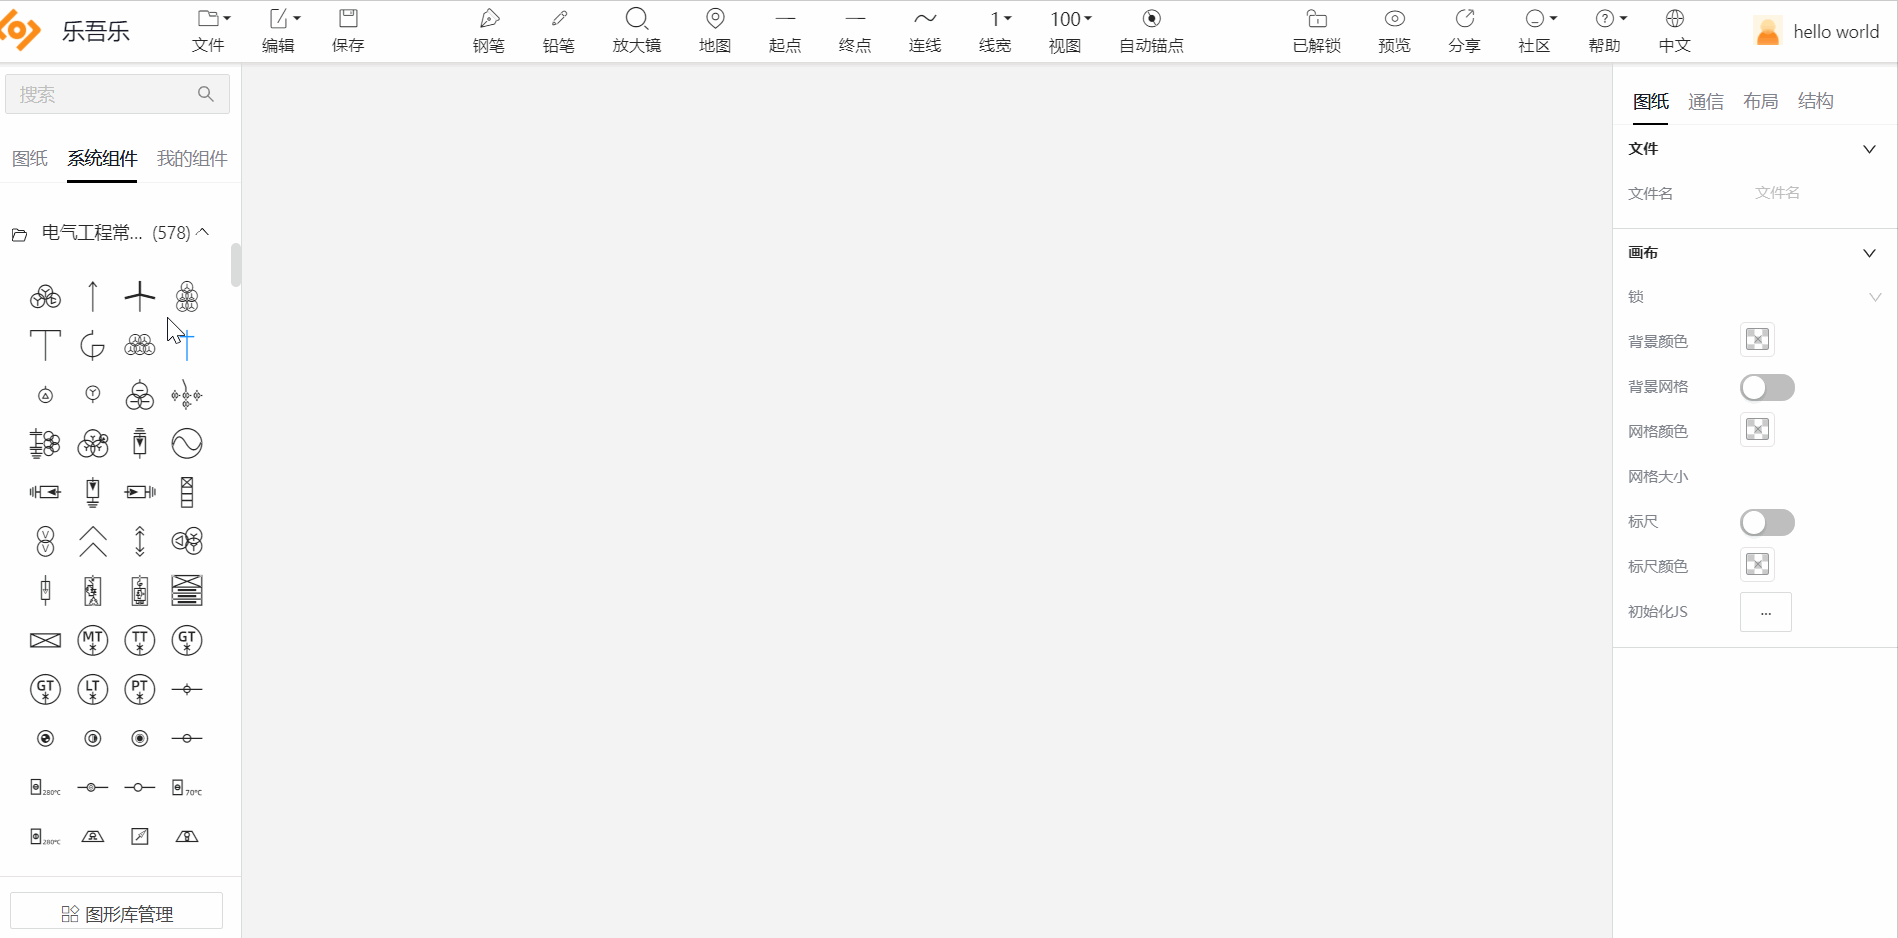 乐吾乐
文件
编辑
保存
钢笔
铅笔
放大镜
地图
起点
终点
连线
1
线宽
100
视图
自动锚点
已解锁
预览
分享
社区
帮助
中文
hello world
搜索
图纸 系统组件 我的组件
电气工程常... (578)
MT TT GT
GT LT PT
280℃ 70℃
280℃
图形库管理
图纸 通信 布局 结构
文件
文件名 文件名
画布
锁
背景颜色
背景网格
网格颜色
网格大小
标尺
标尺颜色
初始化JS ...